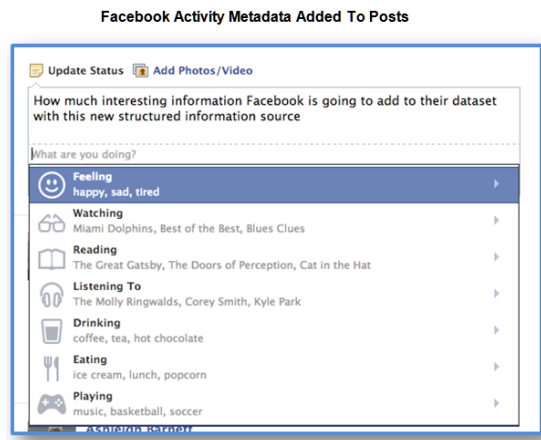 Facebook Activity Metadata Added To Posts
Update Status Add Photos/Video
How much interesting information Facebook is going to add to their dataset
with this new structured information source
What are you doing?
Feeling
happy, sad, tired
Watching
Miami Dolphins, Best of the Best, Blues Clues
Reading
The Great Gatsby, The Doors of Perception, Cat in the Hat
Listening To
The Molly Ringwalds, Corey Smith, Kyle Park
Drinking
coffee, tea, hot chocolate
Eating
ice cream, lunch, popcorn
Playing
music, basketball, soccer
Ashleigh Barnett